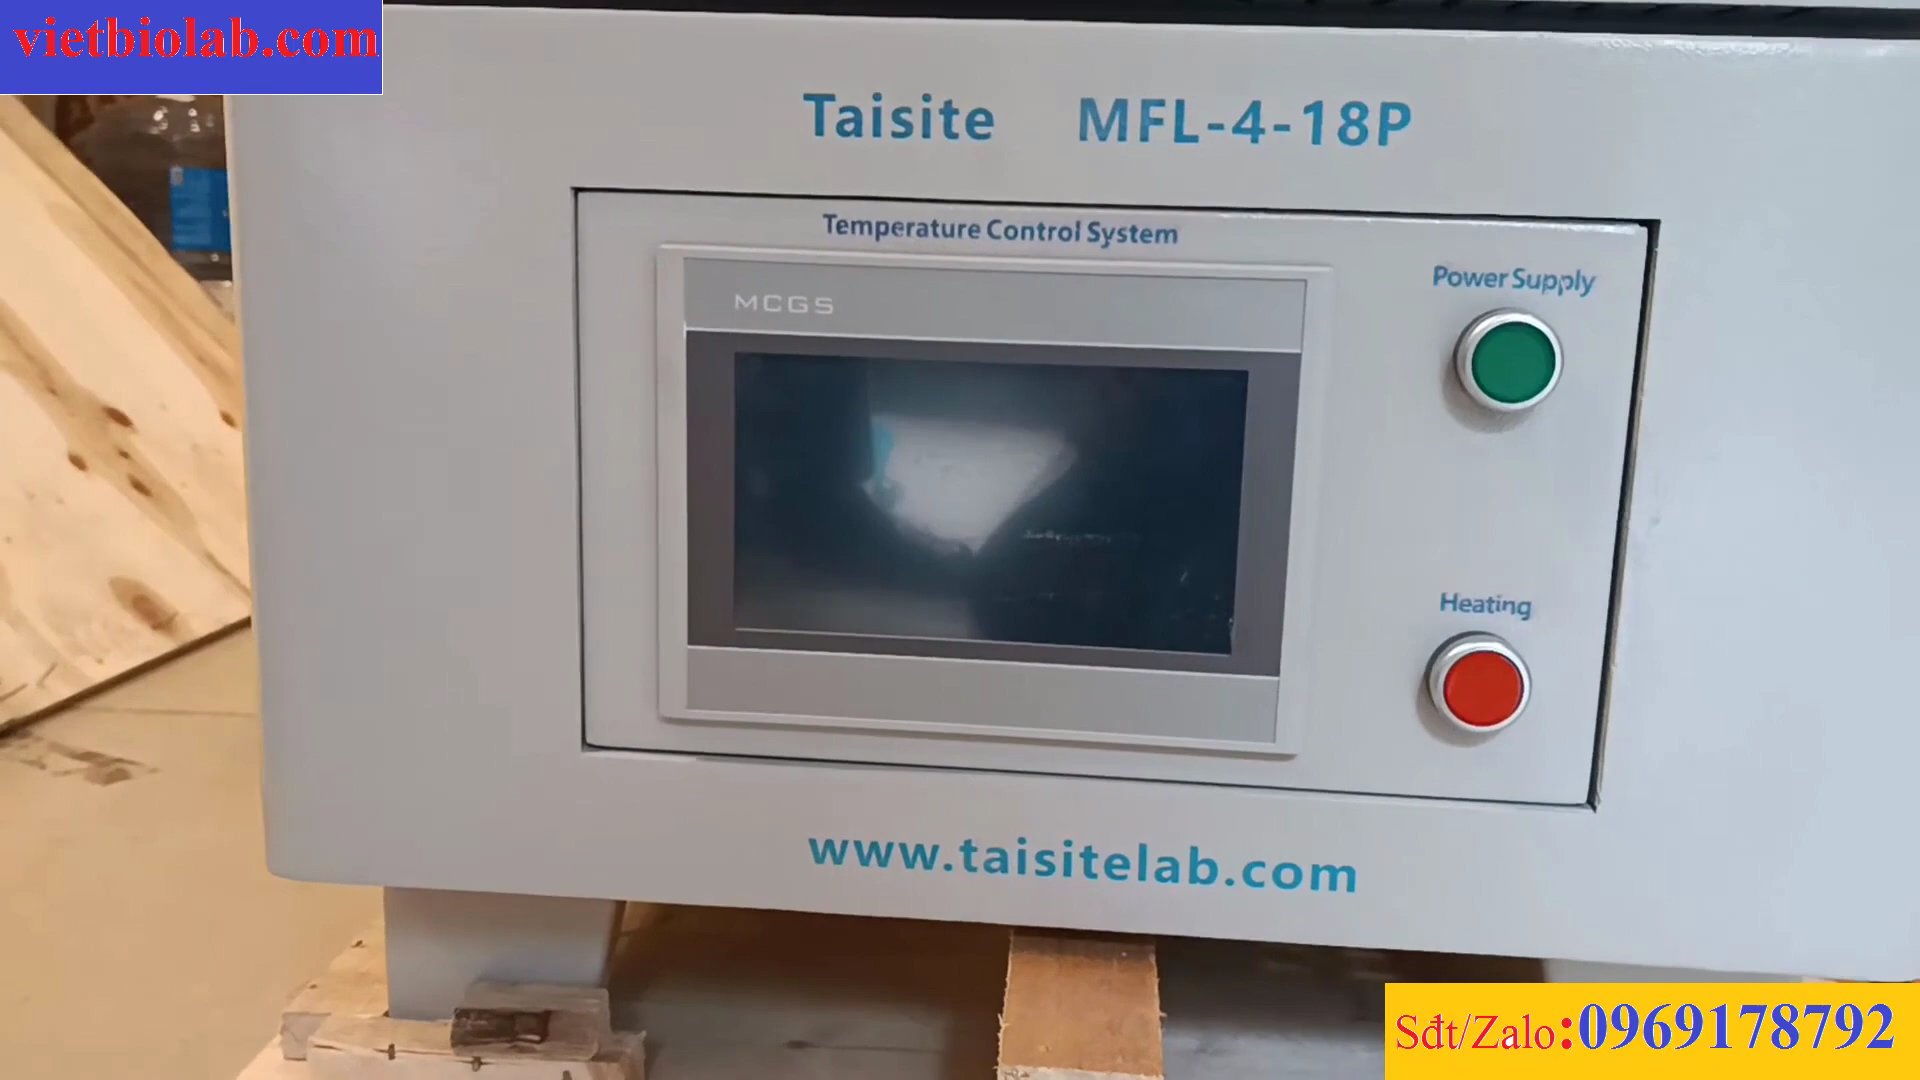 vietbiolab.com
Taisite MFL-4-18P
Temperature Control System
MCGS
Power Supply
Heating
www.taisitelab.com
Sđt/Zalo:0969178792